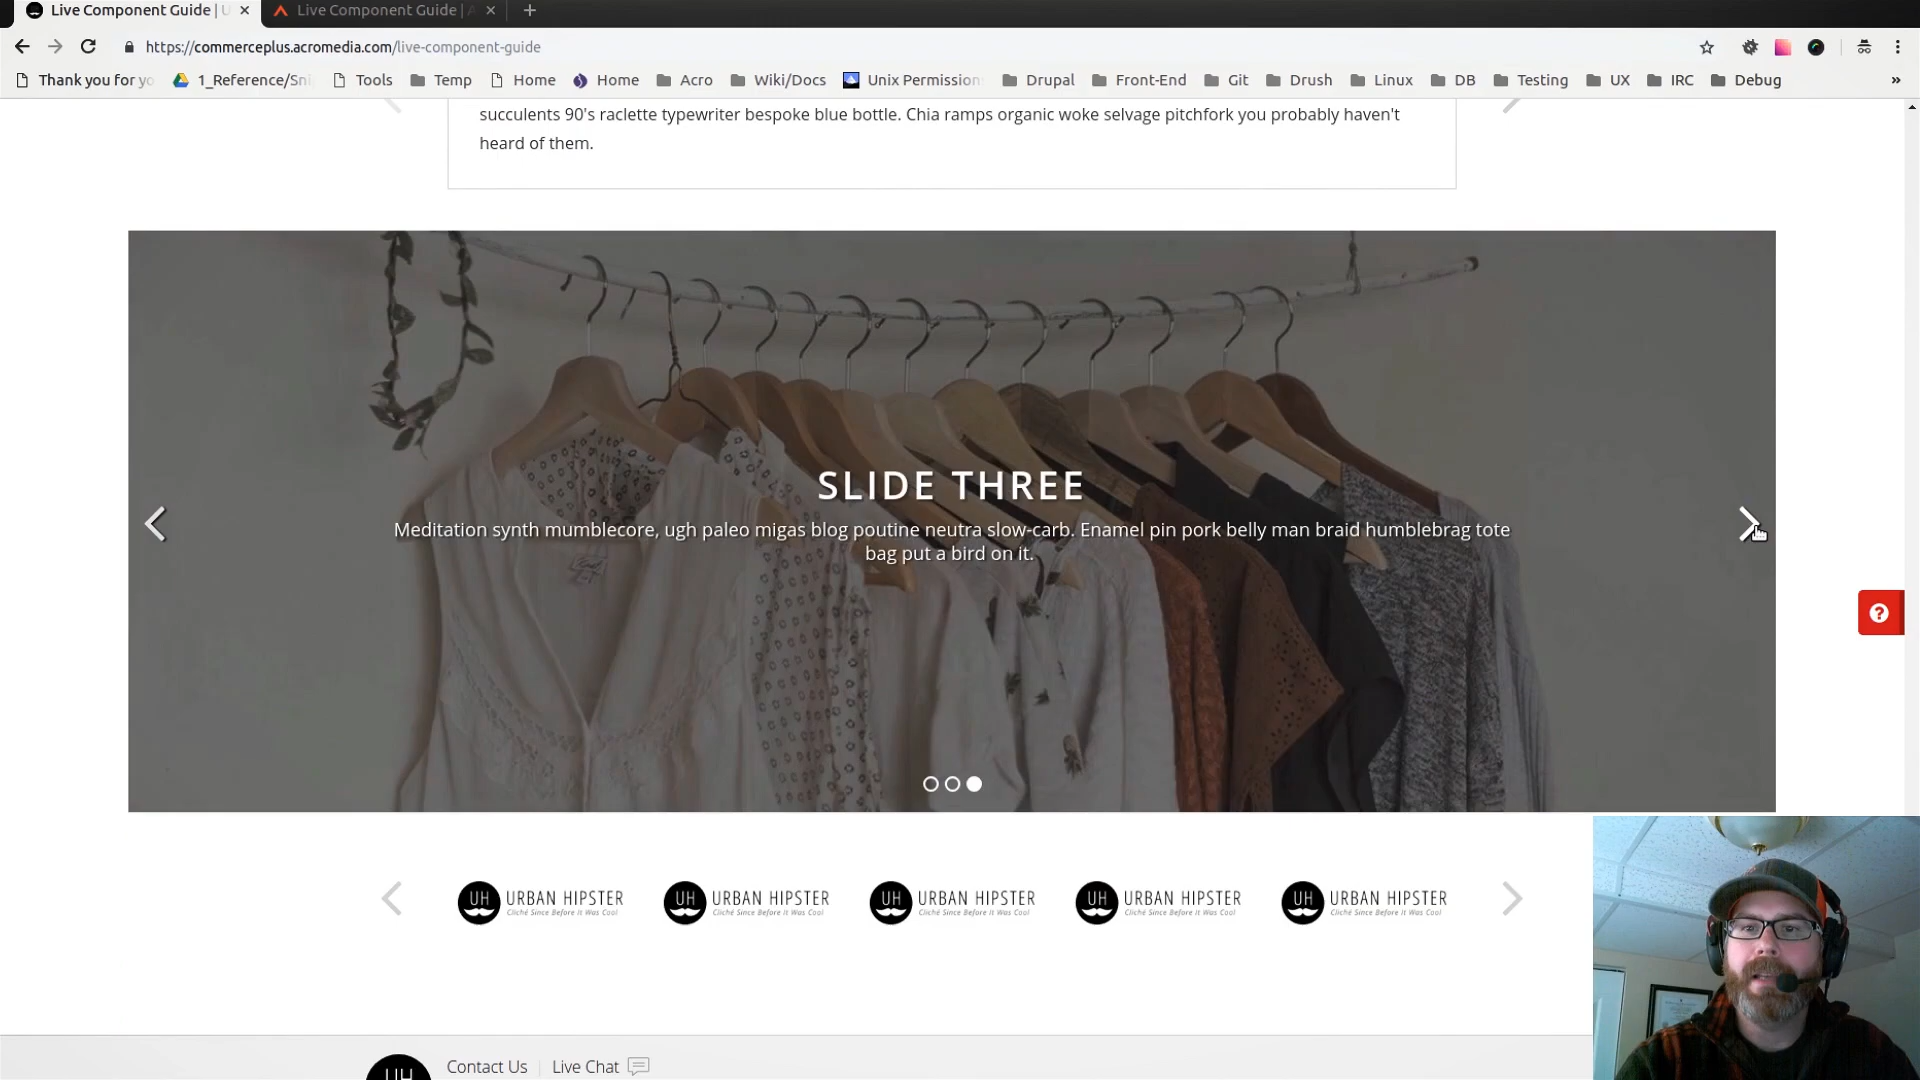 Live Component Guide | U
Live Component Guide |
https://commerceplus.acromedia.com/live-component-guide
Thank you for yo
1_Reference/Sni
Tools
Temp
Home
Home
Acro
Wiki/Docs
Unix Permission
Drupal
Front-End
Git
Drush
Linux
DB
Testing
UX
IRC
Debug
»
succulents 90's raclette typewriter bespoke blue bottle. Chia ramps organic woke selvage pitchfork you probably haven't
heard of them.
SLIDE THREE
Meditation synth mumblecore, ugh paleo migas blog poutine neutra slow-carb. Enamel pin pork belly man braid humblebrag tote
bag put a bird on it.
UH URBAN HIPSTER
Cliché Since Before It Was Cool
UH URBAN HIPSTER
Cliché Since Before It Was Cool
UH URBAN HIPSTER
Cliché Since Before It Was Cool
UH URBAN HIPSTER
Cliché Since Before It Was Cool
UH URBAN HIPSTER
Cliché Since Before It Was Cool
UH
Contact Us
Live Chat